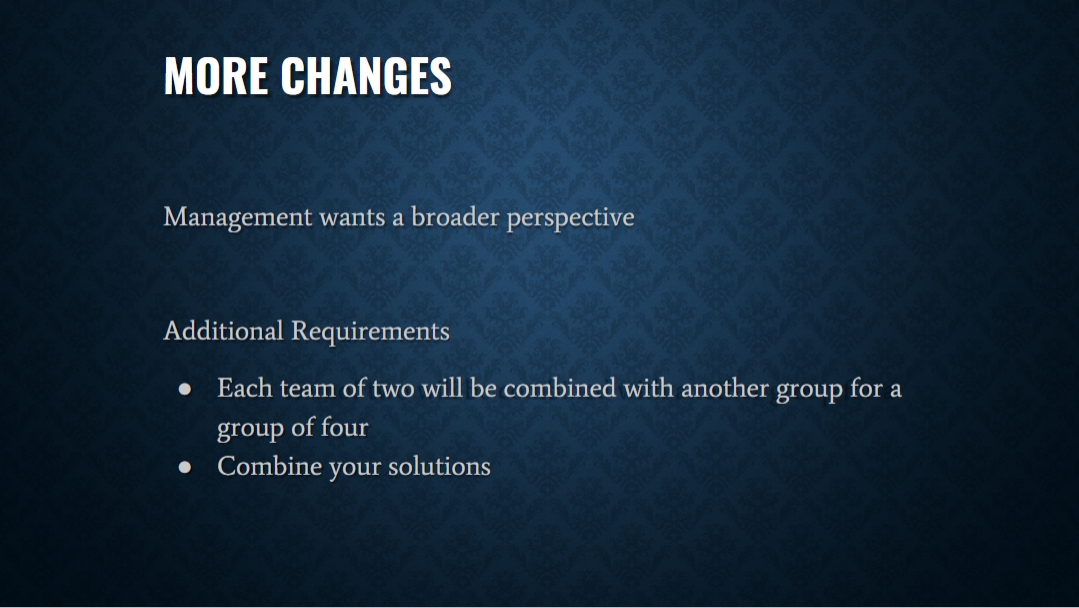 MORE CHANGES
Management wants a broader perspective
Additional Requirements
● Each team of two will be combined with another group for a
group of four
● Combine your solutions